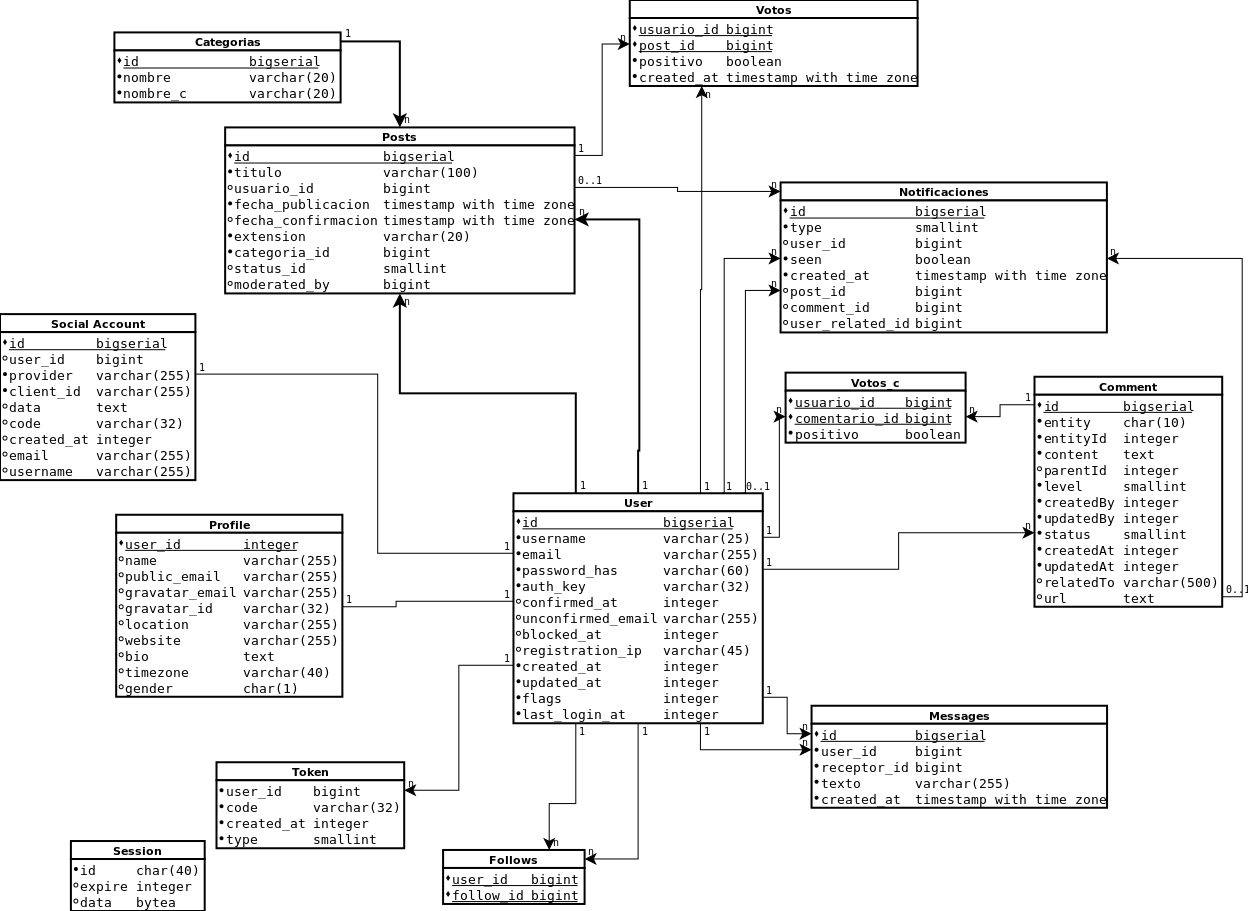 Votos
usuario_id bigint
post_id bigint
positivo boolean
created_at timestamp with time zone
Categorias
id bigserial
nombre varchar(20)
nombre_c varchar(20)
1
n
n
Posts
id bigserial
titulo varchar(100)
usuario_id bigint
fecha_publicacion timestamp with time zone
fecha_confirmacion timestamp with time zone
extension varchar(20)
categoria_id bigint
status_id smallint
moderated_by bigint
1
0..1
n
n
n
Notificaciones
id bigserial
type smallint
user_id bigint
seen boolean
created_at timestamp with time zone
post_id bigint
comment_id bigint
user_related_id bigint
n
n
n
n
Social Account
id bigserial
user_id bigint
provider varchar(255)
client_id varchar(255)
data text
code varchar(32)
created_at integer
email varchar(255)
username varchar(255)
1
Votos_c
usuario_id bigint
comentario_id bigint
positivo boolean
n
n
Comment
id bigserial
entity char(10)
entityId integer
content text
parentId integer
level smallint
createdBy integer
updatedBy integer
status smallint
createdAt integer
updatedAt integer
relatedTo varchar(500)
url text
1
n
0..1
Profile
user_id integer
name varchar(255)
public_email varchar(255)
gravatar_email varchar(255)
gravatar_id varchar(32)
location varchar(255)
website varchar(255)
bio text
timezone varchar(40)
gender char(1)
1
1
1
1
1
0..1
User
id bigserial
username varchar(25)
email varchar(255)
password_has varchar(60)
auth_key varchar(32)
confirmed_at integer
unconfirmed_email varchar(255)
blocked_at integer
registration_ip varchar(45)
created_at integer
updated_at integer
flags integer
last_login_at integer
1
1
1
1
1
1
1
1
1
Messages
id bigserial
user_id bigint
receptor_id bigint
texto varchar(255)
created_at timestamp with time zone
n
n
Token
user_id bigint
code varchar(32)
created_at integer
type smallint
n
Session
id char(40)
expire integer
data bytea
Follows
user_id bigint
follow_id bigint
n
n